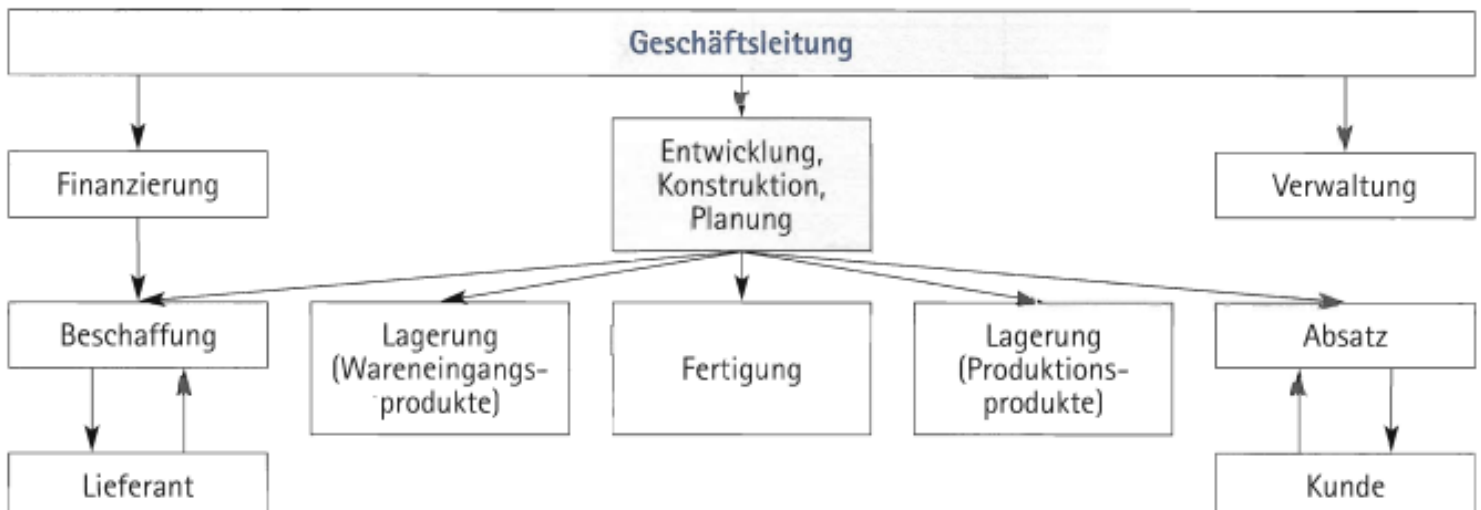 Geschäftsleitung
Finanzierung
Entwicklung,
Konstruktion,
Planung
Verwaltung
Beschaffung
Lagerung
(Wareneingangs-
produkte)
Fertigung
Lagerung
(Produktions-
produkte)
Absatz
Lieferant
Kunde